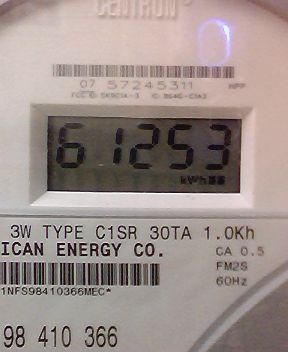 CENTRON
07 57245311 HPP
61253
kWh
3W TYPE C1SR 30TA 1.0Kh
ICAN ENERGY CO.
CA 0.5
FM2S
60Hz
1NFS98410366MEC*
98 410 366